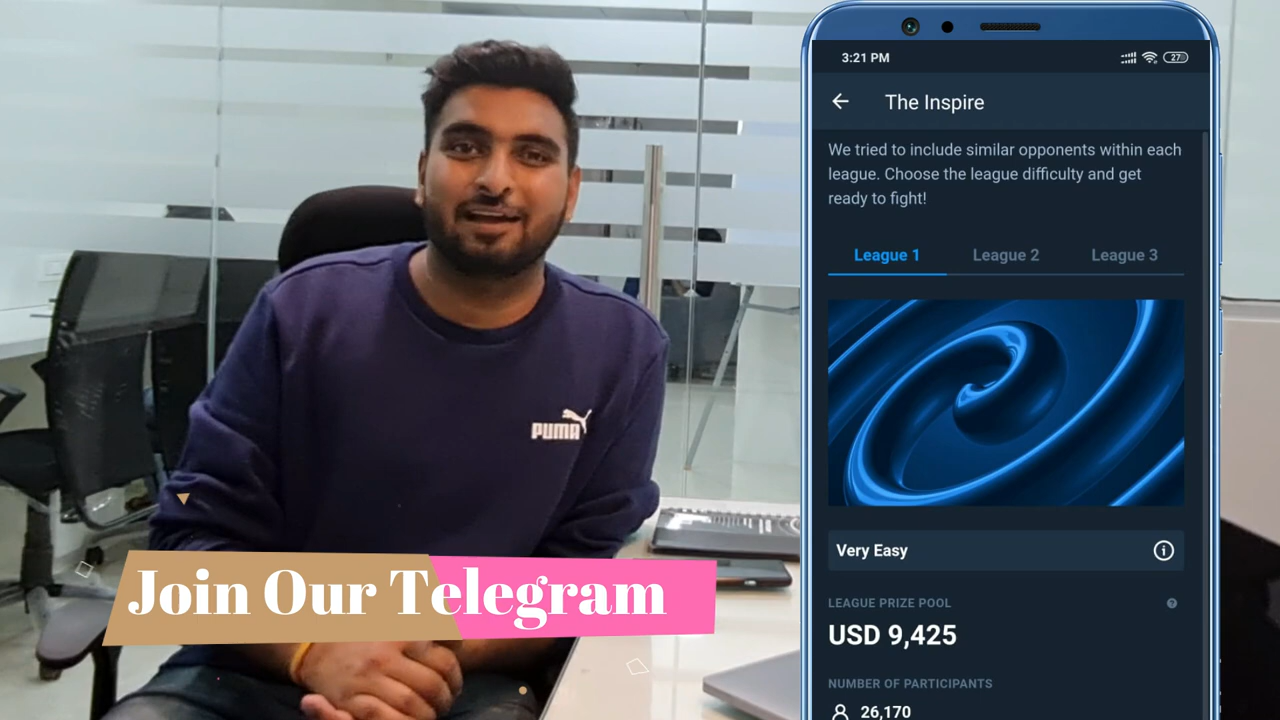 PUMA
Join Our Telegram
3:21 PM
27
The Inspire
We tried to include similar opponents within each
league. Choose the league difficulty and get
ready to fight!
League 1 League 2 League 3
Very Easy
LEAGUE PRIZE POOL
USD 9,425
NUMBER OF PARTICIPANTS
26,170